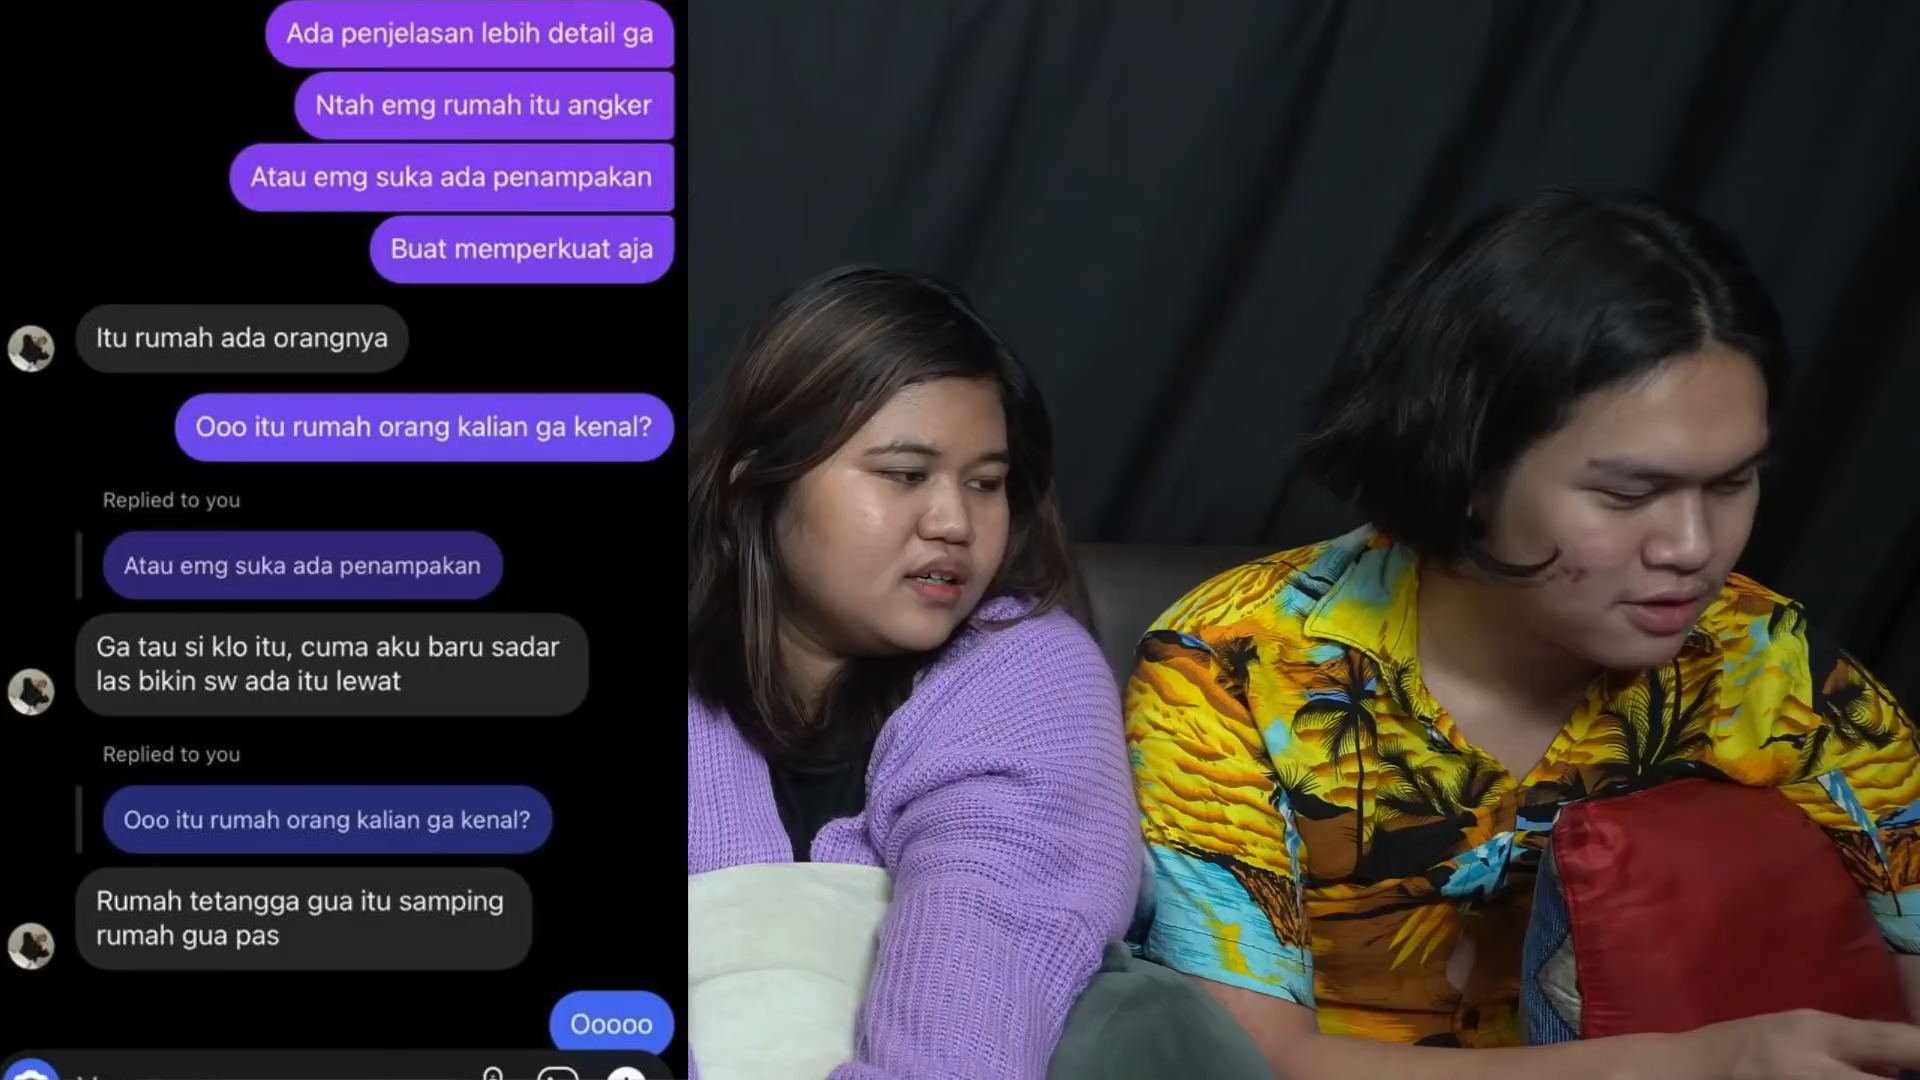 Ada penjelasan lebih detail ga
Ntah emg rumah itu angker
Atau emg suka ada penampakan
Buat memperkuat aja
Itu rumah ada orangnya
Ooo itu rumah orang kalian ga kenal?
Replied to you
Atau emg suka ada penampakan
Ga tau si klo itu, cuma aku baru sadar
las bikin sw ada itu lewat
Replied to you
Ooo itu rumah orang kalian ga kenal?
Rumah tetangga gua itu samping
rumah gua pas
Ooooo